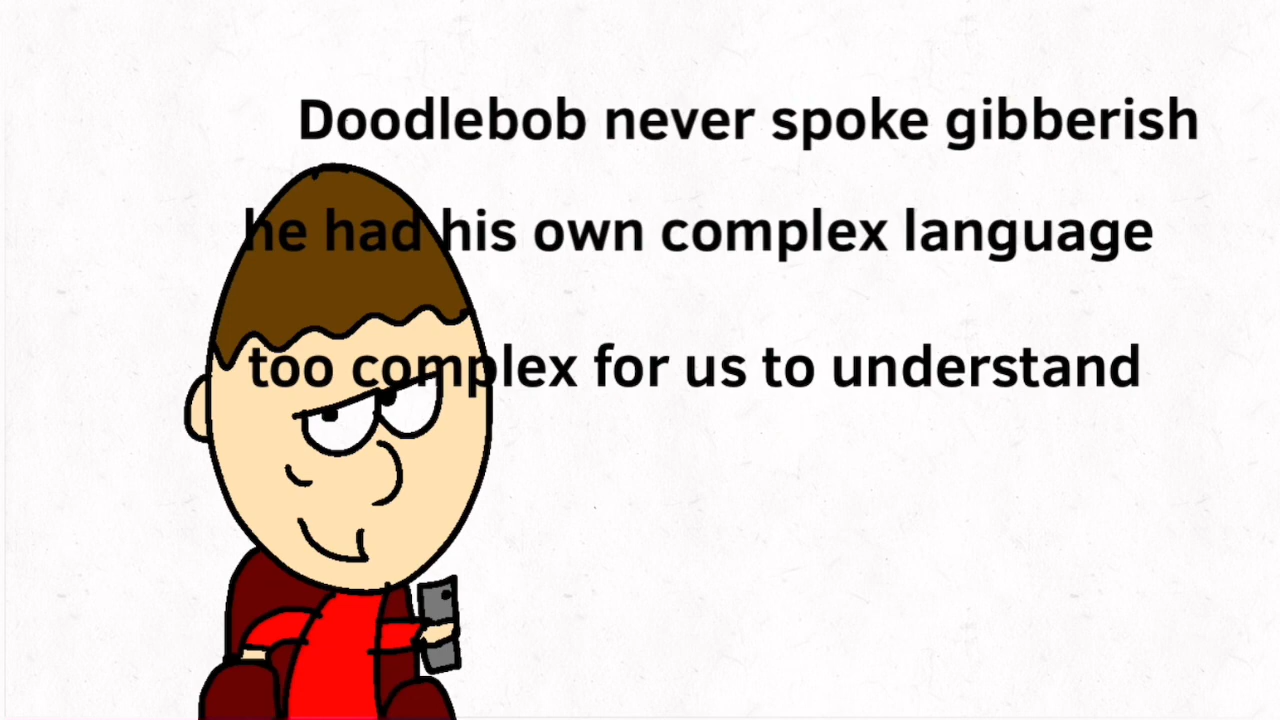 Doodlebob never spoke gibberish
he had his own complex language
too complex for us to understand